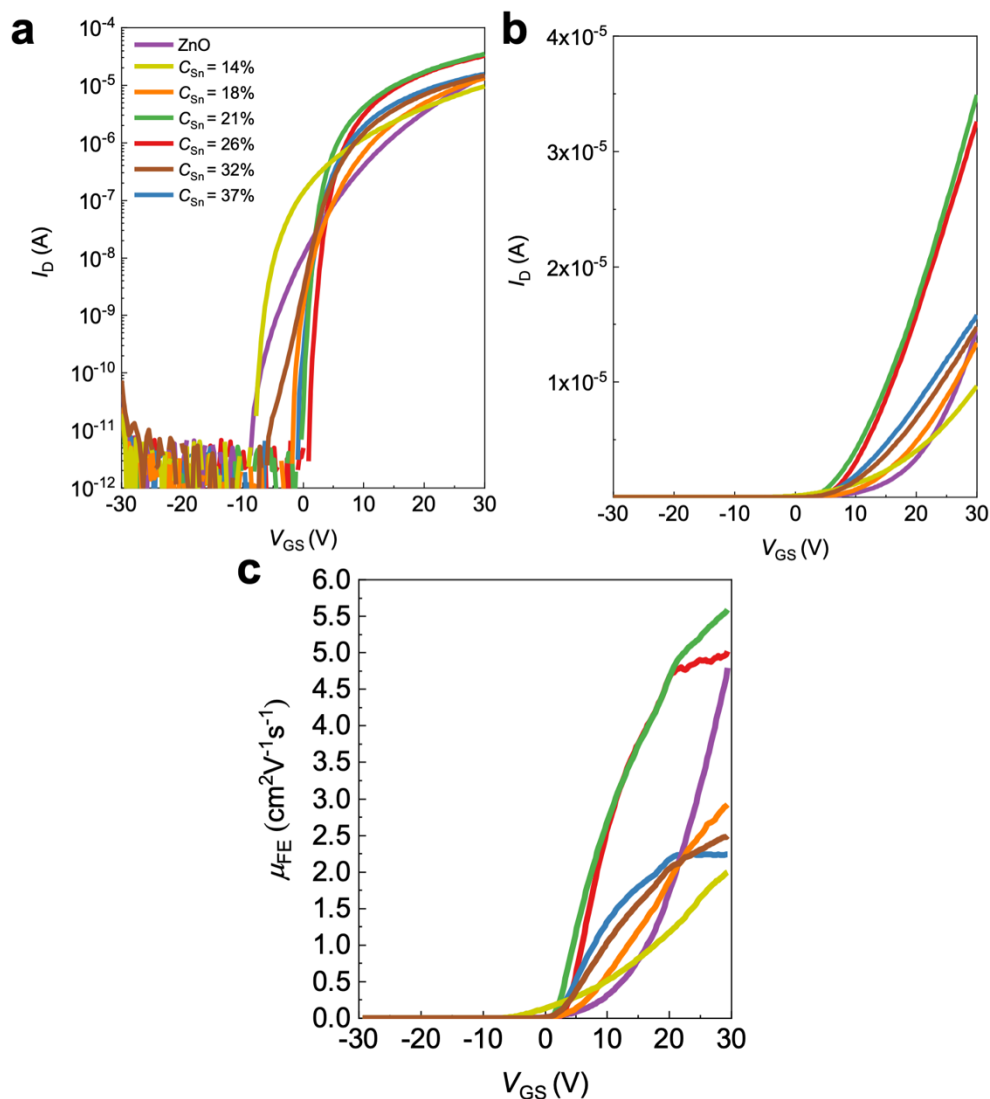 a
10⁻⁴
10⁻⁵
10⁻⁶
10⁻⁷
10⁻⁸
10⁻⁹
10⁻¹⁰
10⁻¹¹
10⁻¹²
I_D (A)
ZnO
C_Sn = 14%
C_Sn = 18%
C_Sn = 21%
C_Sn = 26%
C_Sn = 32%
C_Sn = 37%
-30 -20 -10 0 10 20 30
V_GS (V)
b
4x10⁻⁵
3x10⁻⁵
2x10⁻⁵
1x10⁻⁵
I_D (A)
-30 -20 -10 0 10 20 30
V_GS (V)
c
6.0
5.5
5.0
4.5
4.0
3.5
3.0
2.5
2.0
1.5
1.0
0.5
0.0
μ_FE (cm²V⁻¹s⁻¹)
-30 -20 -10 0 10 20 30
V_GS (V)